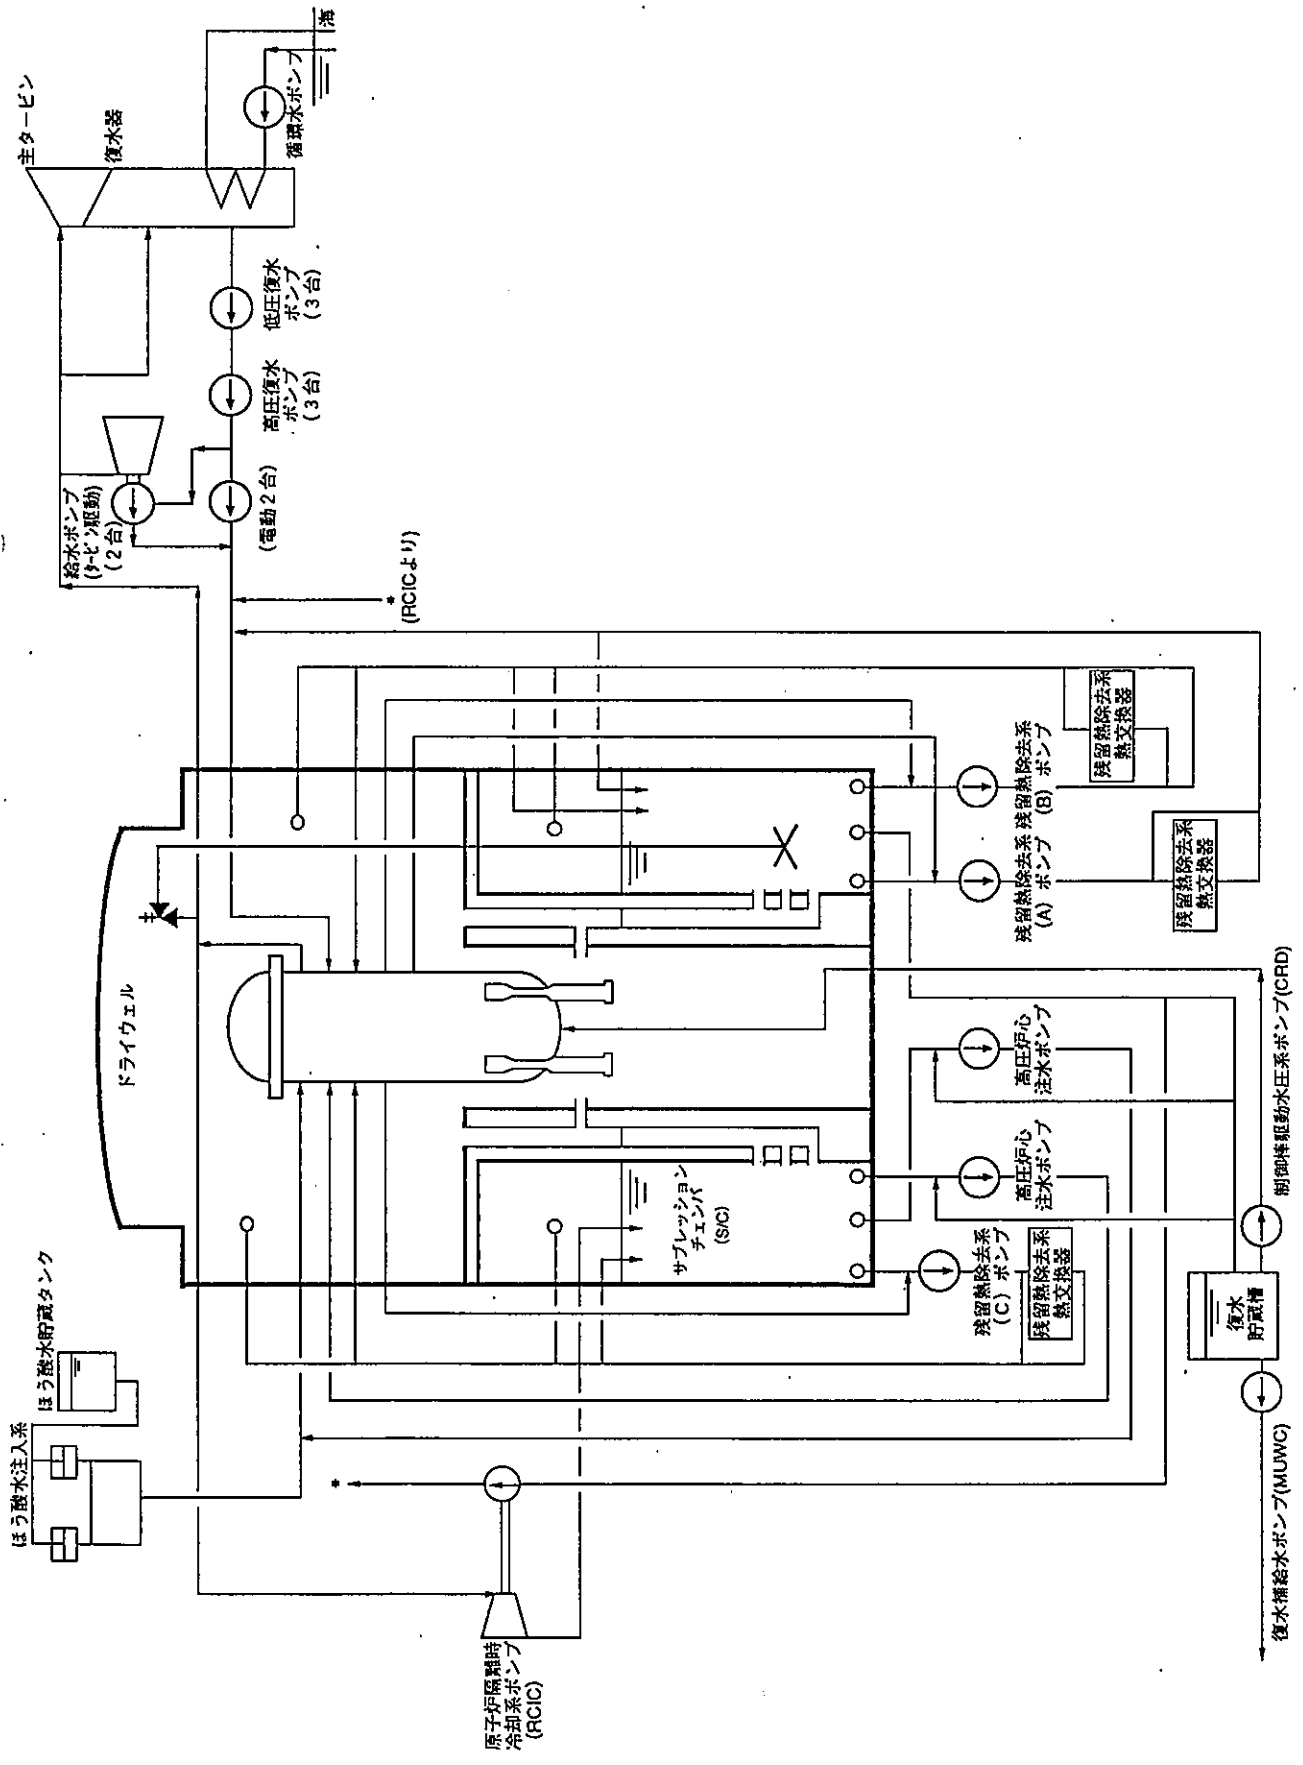 ほう酸水注入系
ほう酸水貯蔵タンク
ドライウェル
主タービン
復水器
海
循環水ポンプ
低圧復水
ポンプ
(3台)
高圧復水
ポンプ
(3台)
給水ポンプ
(タービン駆動)
(2台)
(電動2台)
*
(RCICより)
*
原子炉隔離時
冷却系ポンプ
(RCIC)
サプレッション
チェンバ
(S/C)
残留熱除去系
(C) ポンプ
残留熱除去系
熱交換器
高圧炉心
注水ポンプ
高圧炉心
注水ポンプ
残留熱除去系
(A) ポンプ
残留熱除去系
(B) ポンプ
残留熱除去系
熱交換器
残留熱除去系
熱交換器
復水
貯蔵槽
復水補給水ポンプ(MUWC)
制御棒駆動水圧系ポンプ(CRD)